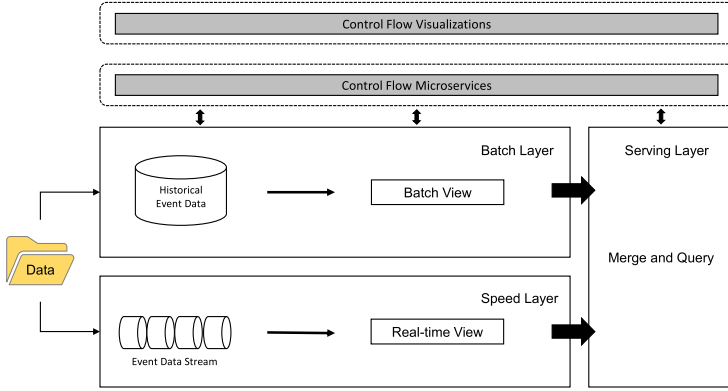 Control Flow Visualizations
Control Flow Microservices
Batch Layer
Serving Layer
Historical
Event Data
Batch View
Data
Merge and Query
Speed Layer
Real-time View
Event Data Stream